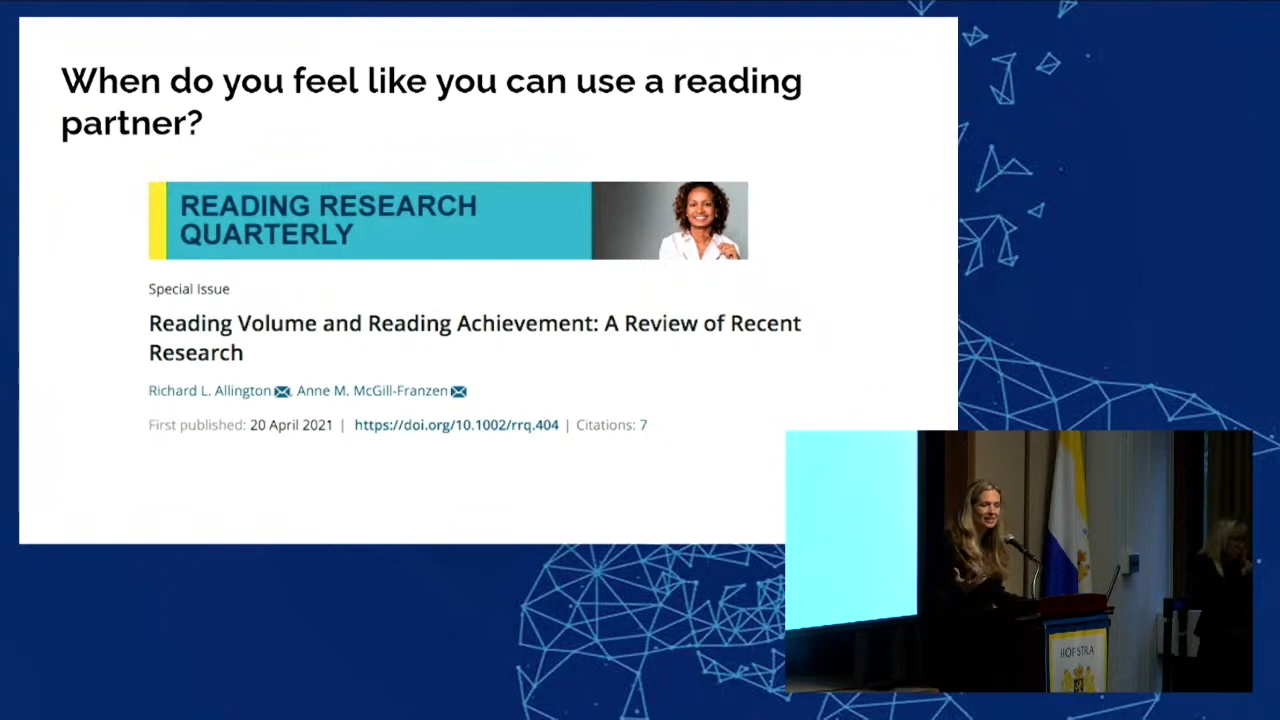 When do you feel like you can use a reading
partner?
READING RESEARCH
QUARTERLY
Special Issue
Reading Volume and Reading Achievement: A Review of Recent
Research
Richard L. Allington, Anne M. McGill-Franzen
First published: 20 April 2021 | https://doi.org/10.1002/rrq.404 | Citations: 7
HOFSTRA